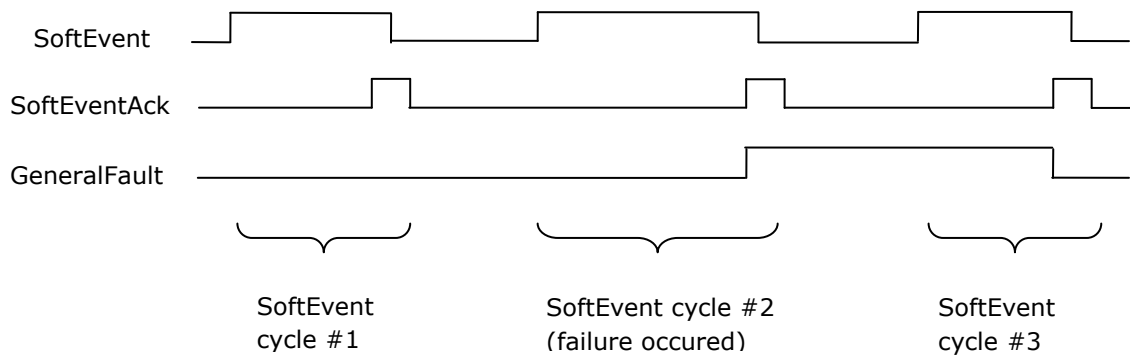 SoftEvent
SoftEventAck
GeneralFault
SoftEvent
cycle #1
SoftEvent cycle #2
(failure occured)
SoftEvent
cycle #3